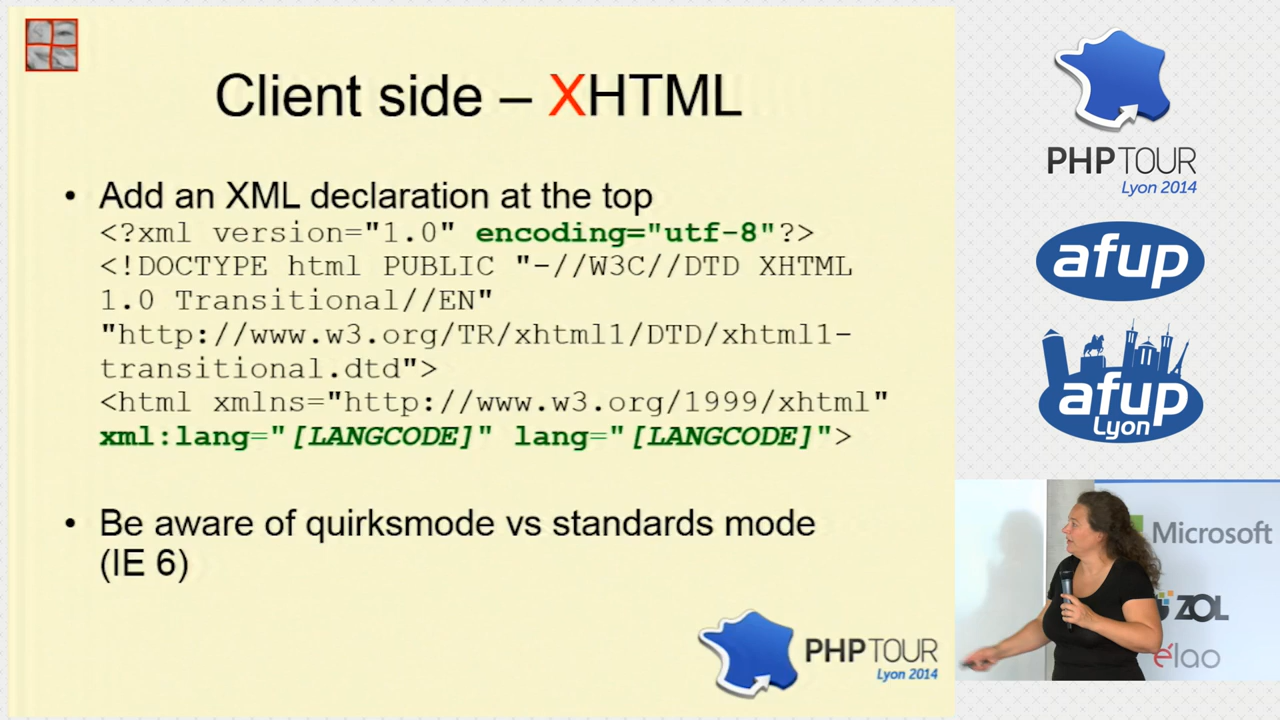 Client side – XHTML
• Add an XML declaration at the top
<?xml version="1.0" encoding="utf-8"?>
<!DOCTYPE html PUBLIC "-//W3C//DTD XHTML
1.0 Transitional//EN"
"http://www.w3.org/TR/xhtml1/DTD/xhtml1-
transitional.dtd">
<html xmlns="http://www.w3.org/1999/xhtml"
xml:lang="[LANGCODE]" lang="[LANGCODE]">
• Be aware of quirksmode vs standards mode
(IE 6)
PHP TOUR
Lyon 2014
PHP TOUR
Lyon 2014
afup
afup
Lyon
Microsoft
ZOL
élao